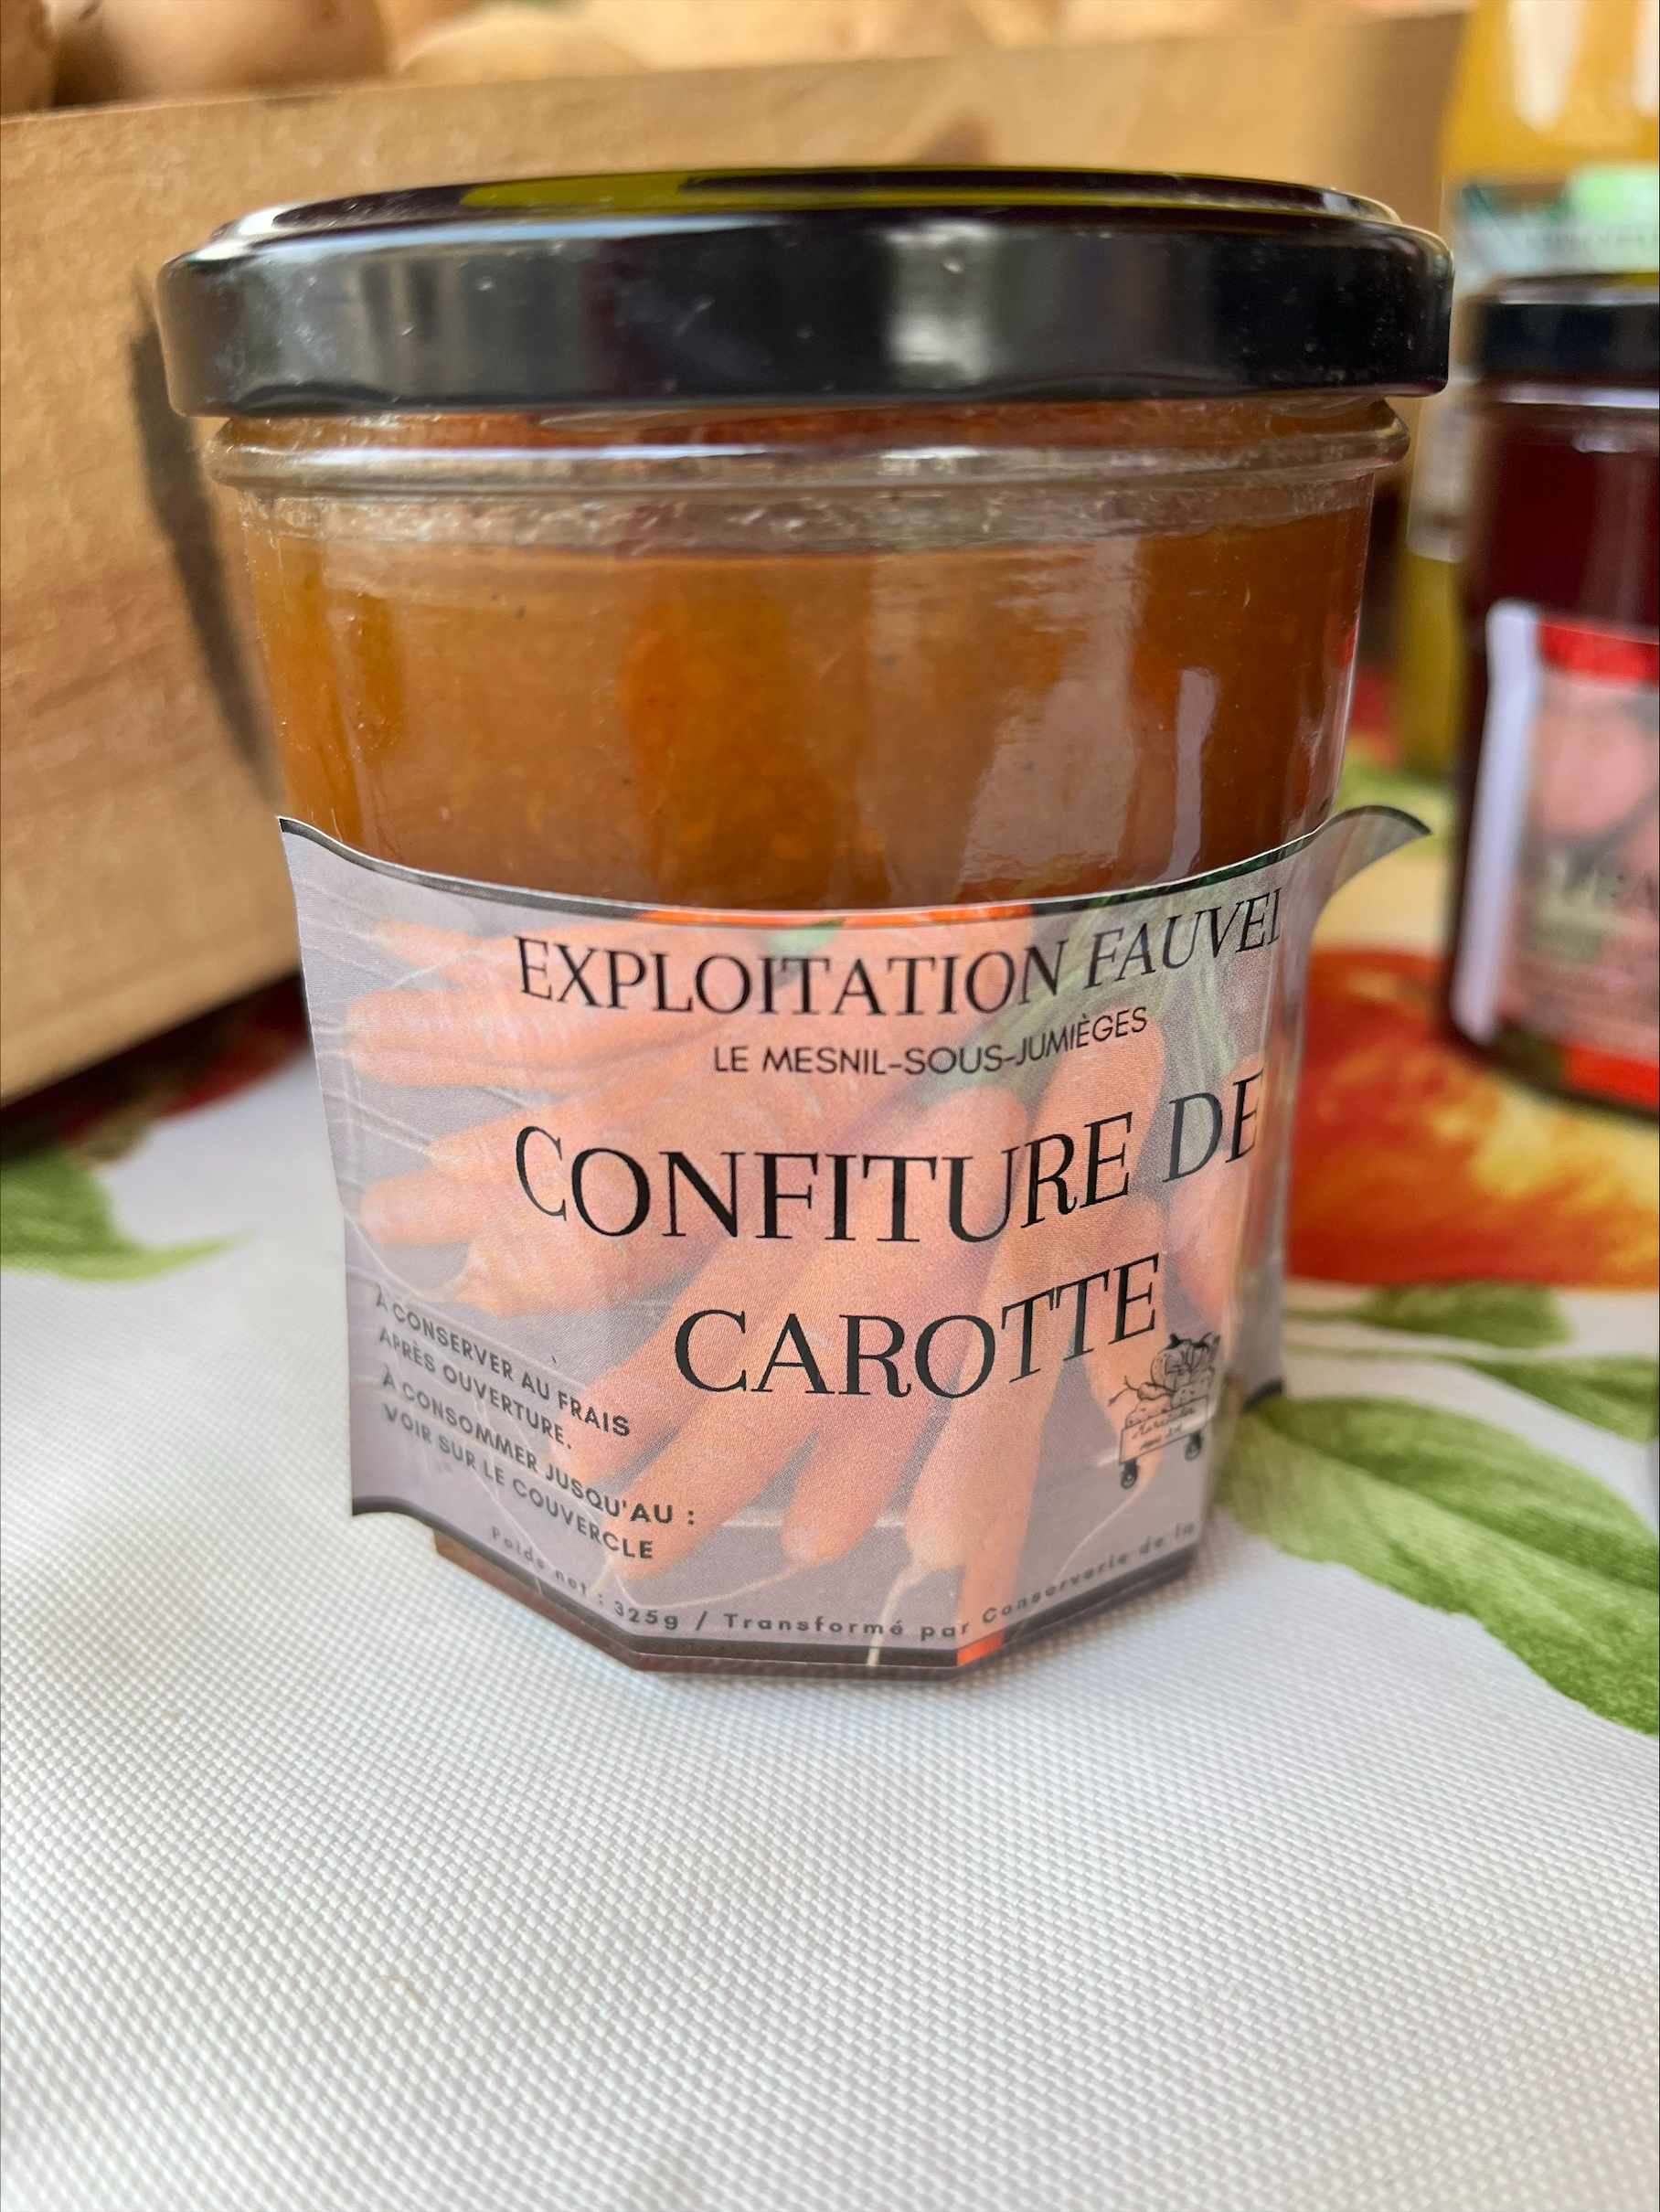 EXPLOITATION FAUVEL
LE MESNIL-SOUS-JUMIÈGES
CONFITURE DE
CAROTTE
À CONSERVER AU FRAIS
APRÈS OUVERTURE.
À CONSOMMER JUSQU'AU :
VOIR SUR LE COUVERCLE
Poids net : 325g / Transformé par Conserverie de la